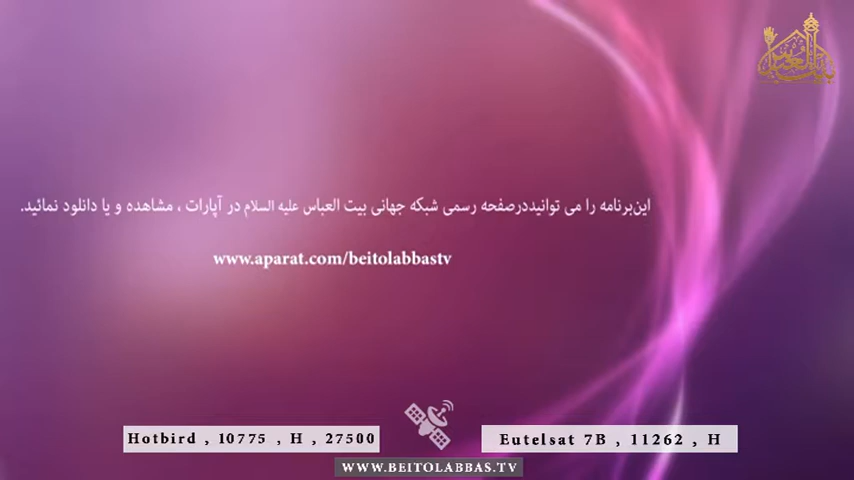 این‌برنامه را می توانیددرصفحه رسمی شبکه جهانی بیت العباس علیه السلام در آپارات ، مشاهده و یا دانلود نمائید.
www.aparat.com/beitolabbastv
Hotbird , 10775 , H , 27500
Eutelsat 7B , 11262 , H
WWW.BEITOLABBAS.TV